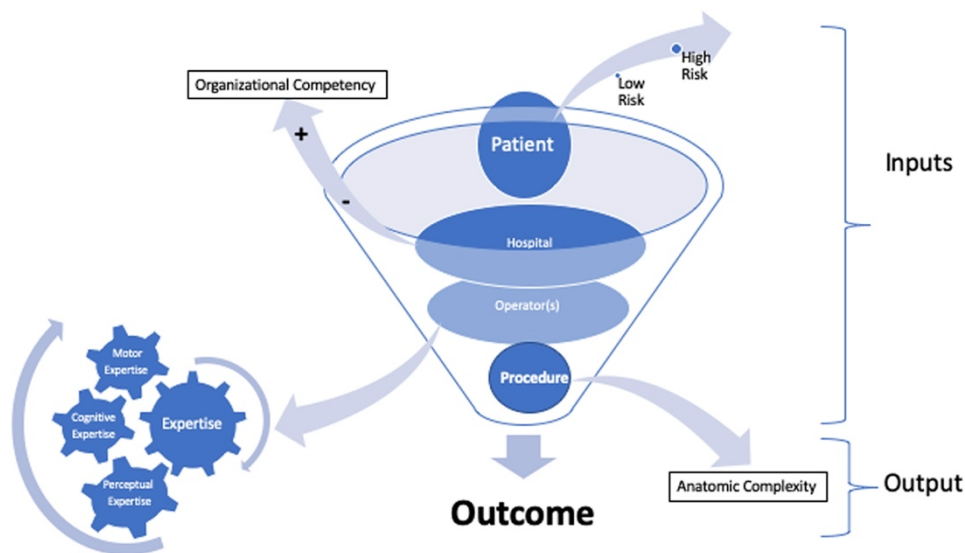 High
Risk
Low
Risk
Organizational Competency
+
-
Patient
Inputs
Hospital
Operator(s)
Procedure
Motor
Expertise
Cognitive
Expertise
Expertise
Perceptual
Expertise
Anatomic Complexity
Output
Outcome